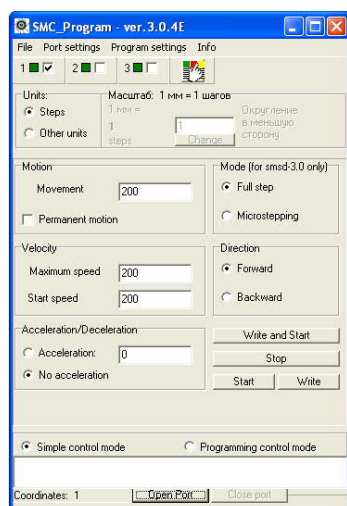 SMC_Program - ver.3.0.4E
File Port settings Program settings Info
1 2 3
Units: Масштаб: 1 мм = 1 шагов
Steps 1 мм = Округление
1 1 в меньшую
Other units steps Change сторону
Motion Mode (for smsd-3.0 only)
Movement 200 Full step
Permanent motion Microstepping
Velocity Direction
Maximum speed 200 Forward
Start speed 200 Backward
Acceleration/Deceleration Write and Start
Acceleration: 0 Stop
No acceleration Start Write
Simple control mode Programming control mode
Coordinates: 1 Open Port Close port